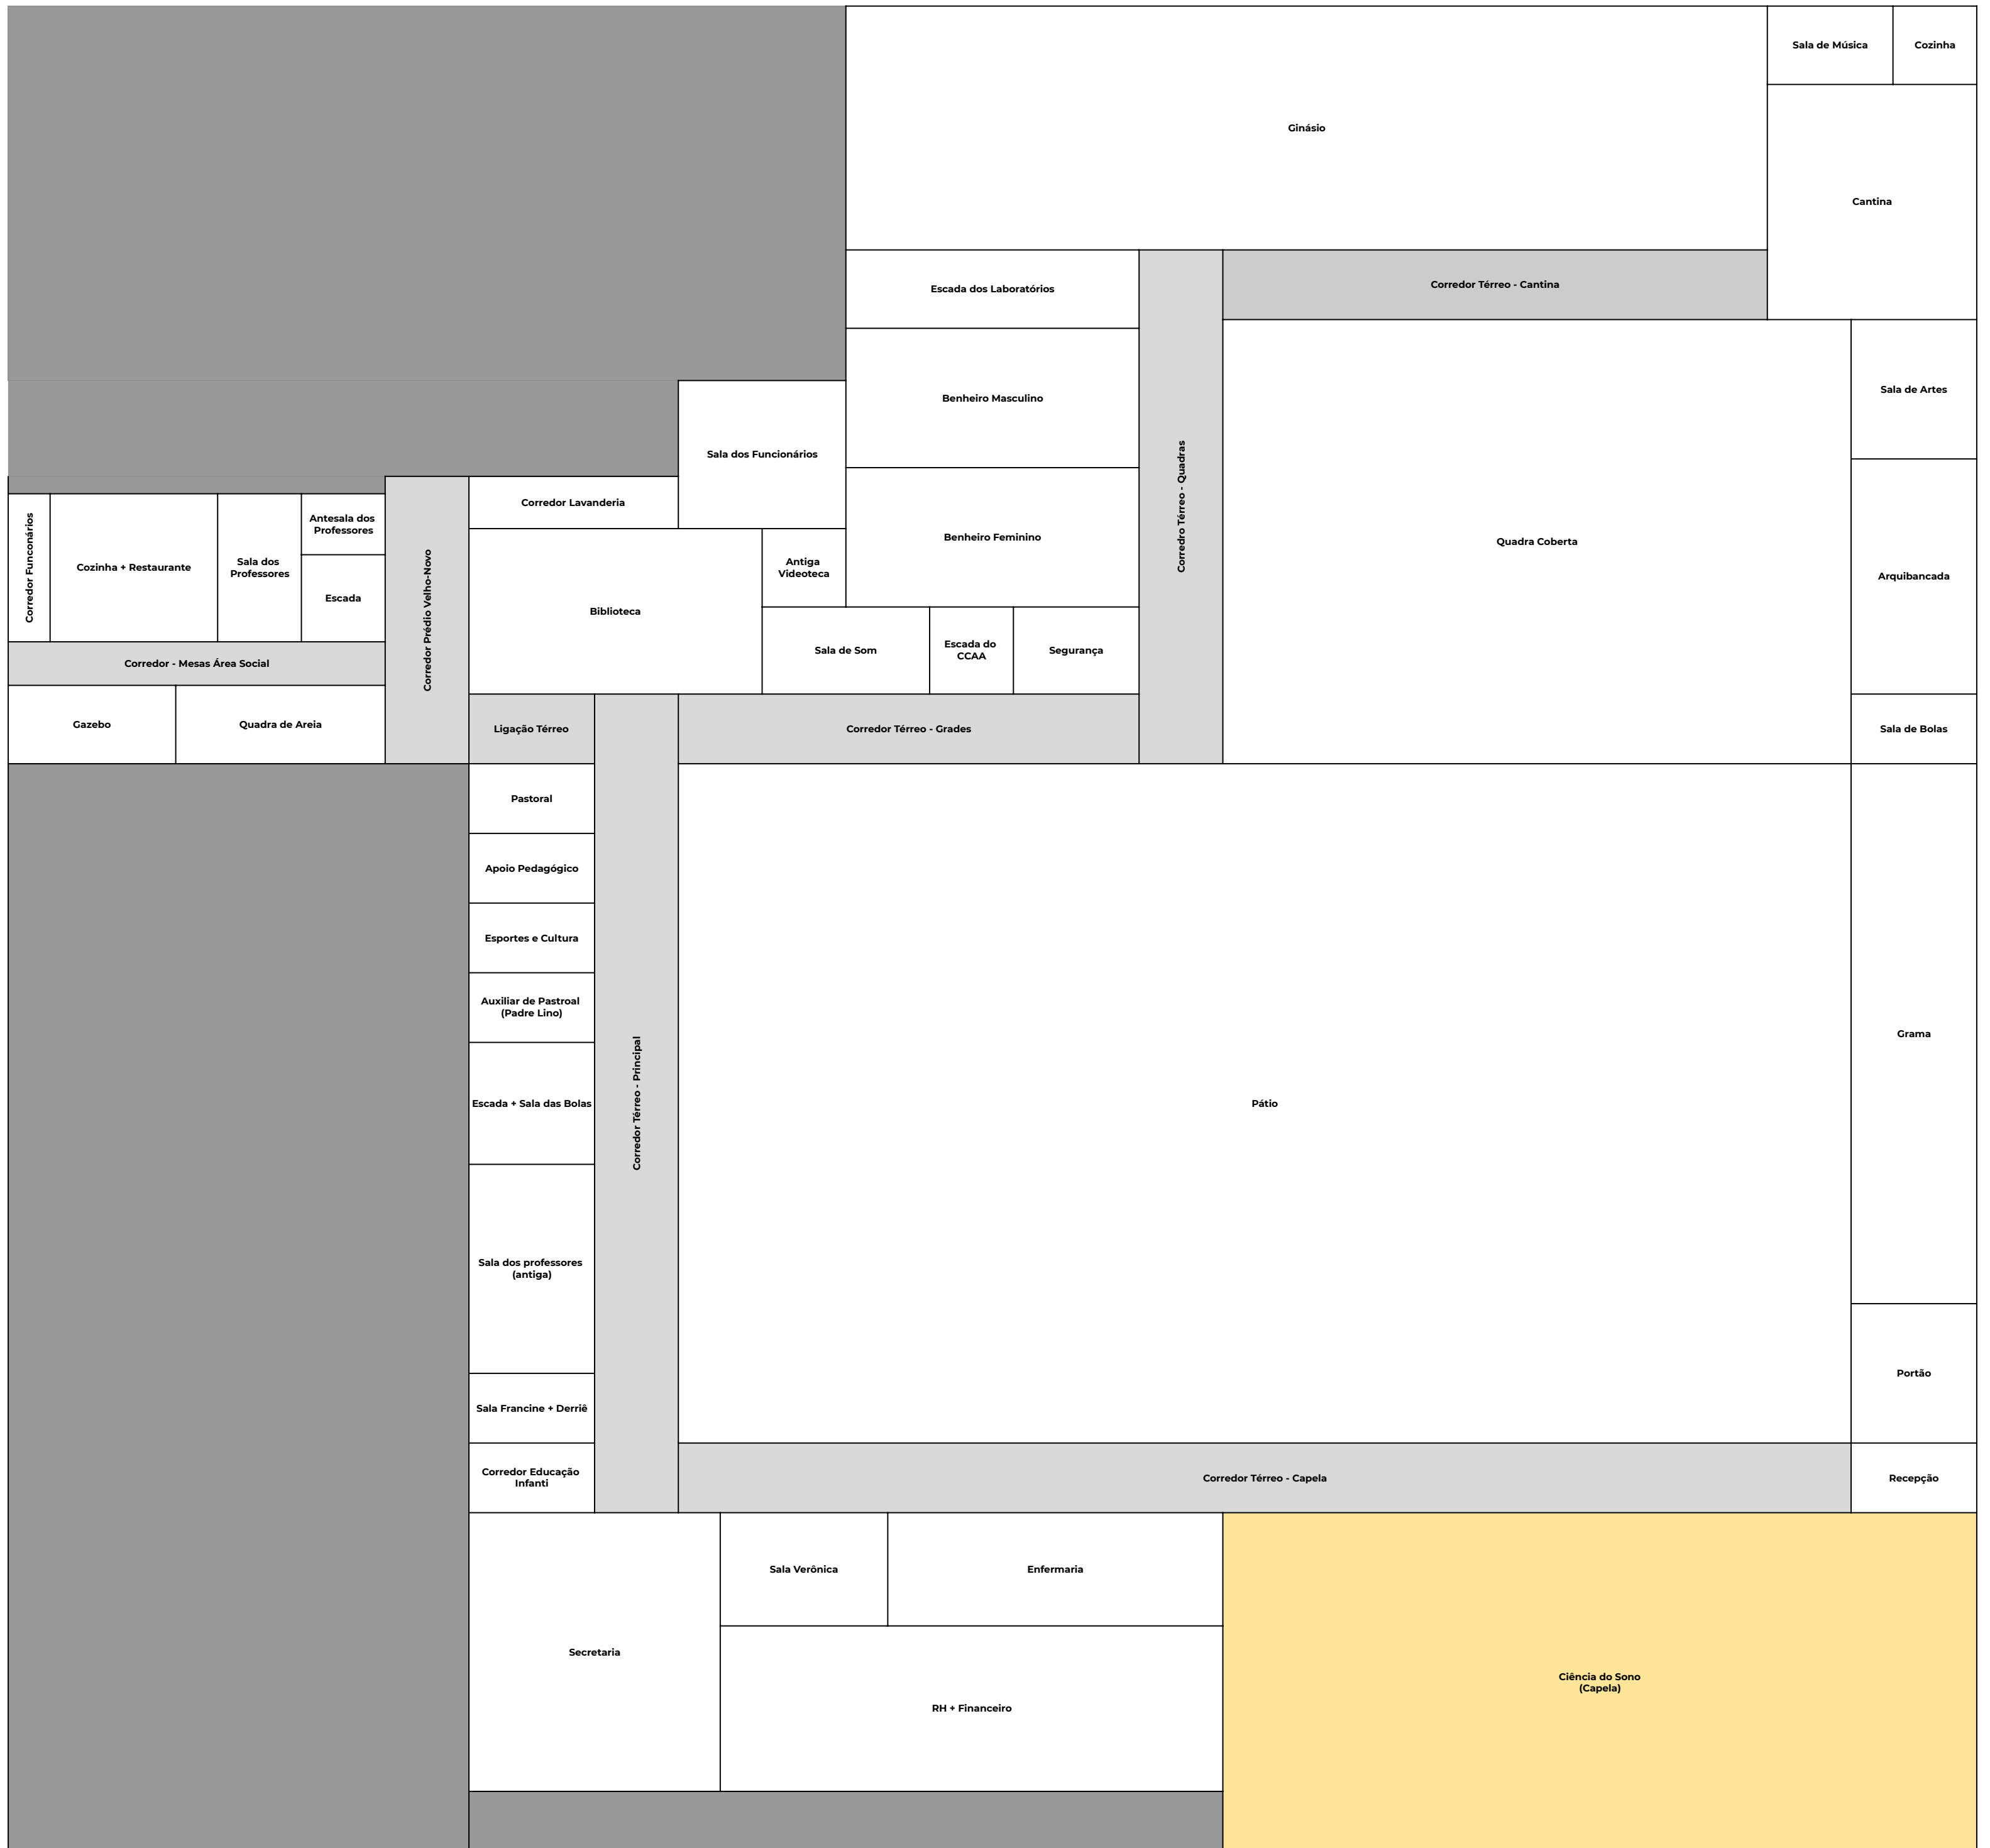 Sala de Música
Cozinha
Ginásio
Cantina
Escada dos Laboratórios
Corredor Térreo - Cantina
Benheiro Masculino
Sala de Artes
Sala dos Funcionários
Corredro Térreo - Quadras
Corredor Lavanderia
Corredor Funconários
Cozinha + Restaurante
Sala dos
Professores
Antesala dos
Professores
Escada
Corredor Prédio Velho-Novo
Biblioteca
Antiga
Videoteca
Benheiro Feminino
Quadra Coberta
Arquibancada
Sala de Som
Escada do
CCAA
Segurança
Corredor - Mesas Área Social
Gazebo
Quadra de Areia
Ligação Térreo
Corredor Térreo - Grades
Sala de Bolas
Pastoral
Apoio Pedagógico
Esportes e Cultura
Auxiliar de Pastroal
(Padre Lino)
Escada + Sala das Bolas
Corredor Térreo - Principal
Pátio
Grama
Sala dos professores
(antiga)
Portão
Sala Francine + Derriê
Corredor Educação
Infanti
Corredor Térreo - Capela
Recepção
Sala Verônica
Enfermaria
Secretaria
RH + Financeiro
Ciência do Sono
(Capela)